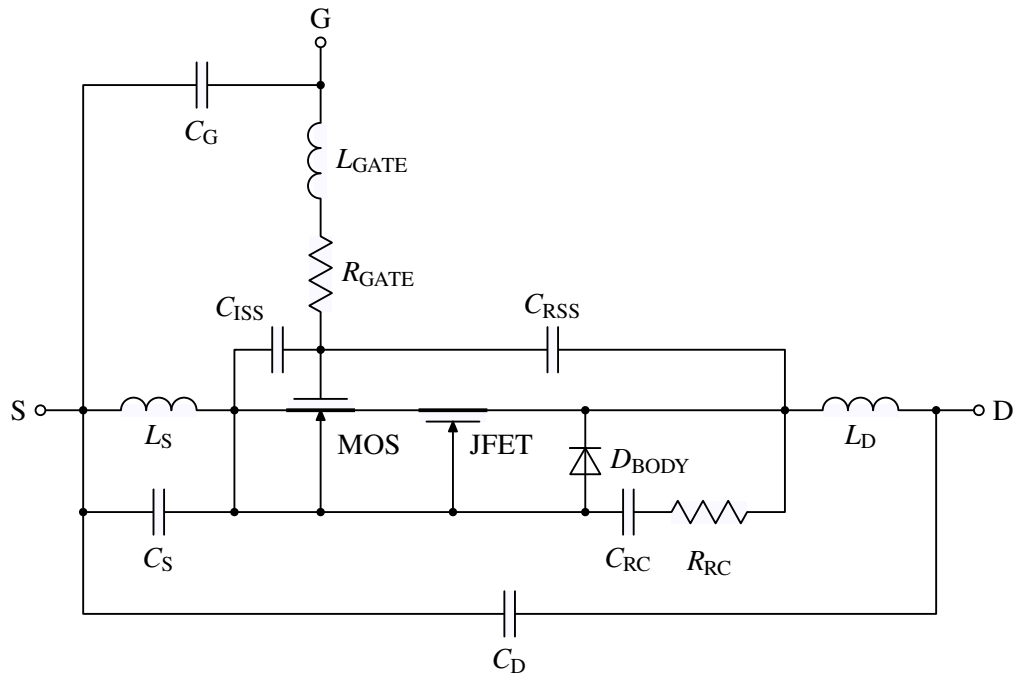 G
C_G
L_GATE
R_GATE
C_ISS
C_RSS
S
D
L_S
MOS
JFET
D_BODY
L_D
C_S
C_RC
R_RC
C_D